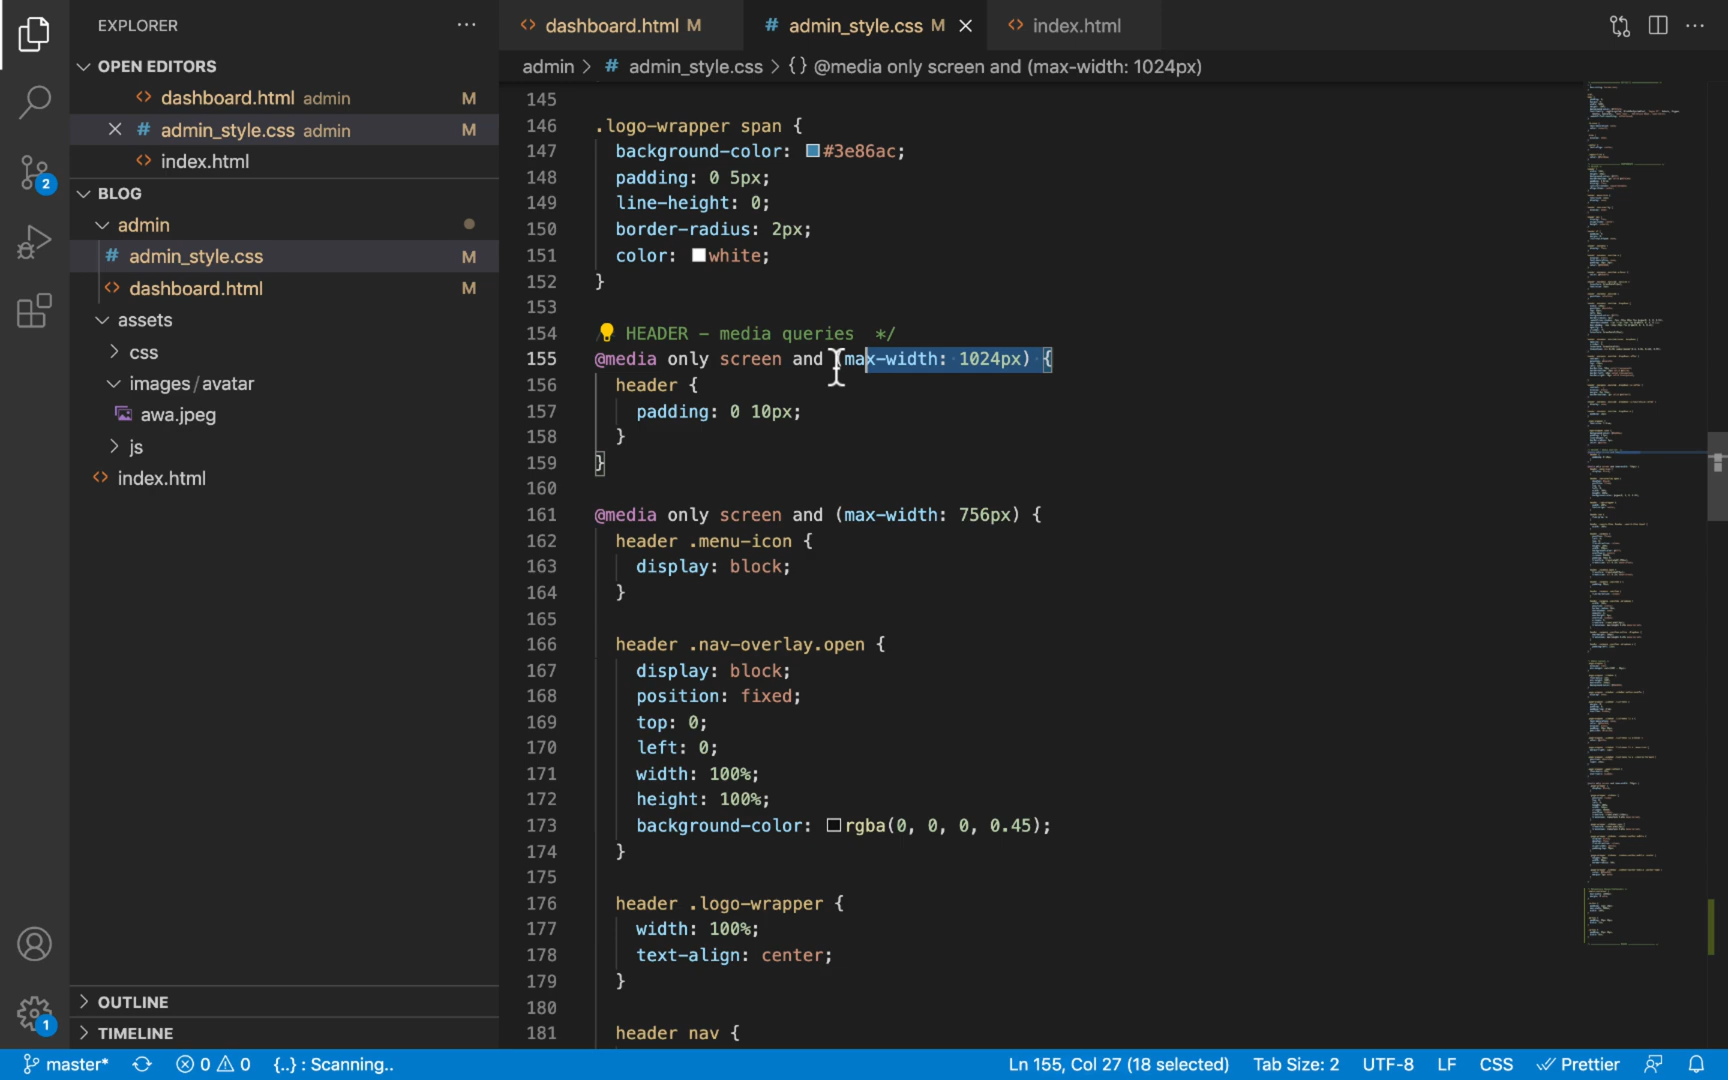 EXPLORER
OPEN EDITORS
dashboard.html admin M
admin_style.css admin M
index.html
BLOG
admin
admin_style.css M
dashboard.html M
assets
css
images/avatar
awa.jpeg
js
index.html
OUTLINE
TIMELINE
2
1
dashboard.html M
admin_style.css M
index.html
admin > # admin_style.css > {} @media only screen and (max-width: 1024px)
145
146 .logo-wrapper span {
147 background-color: #3e86ac;
148 padding: 0 5px;
149 line-height: 0;
150 border-radius: 2px;
151 color: white;
152 }
153
154 HEADER - media queries */
155 @media only screen and (max-width: 1024px) {
156 header {
157 padding: 0 10px;
158 }
159 }
160
161 @media only screen and (max-width: 756px) {
162 header .menu-icon {
163 display: block;
164 }
165
166 header .nav-overlay.open {
167 display: block;
168 position: fixed;
169 top: 0;
170 left: 0;
171 width: 100%;
172 height: 100%;
173 background-color: rgba(0, 0, 0, 0.45);
174 }
175
176 header .logo-wrapper {
177 width: 100%;
178 text-align: center;
179 }
180
181 header nav {
master* 0 0 {..} : Scanning.. Ln 155, Col 27 (18 selected) Tab Size: 2 UTF-8 LF CSS Prettier